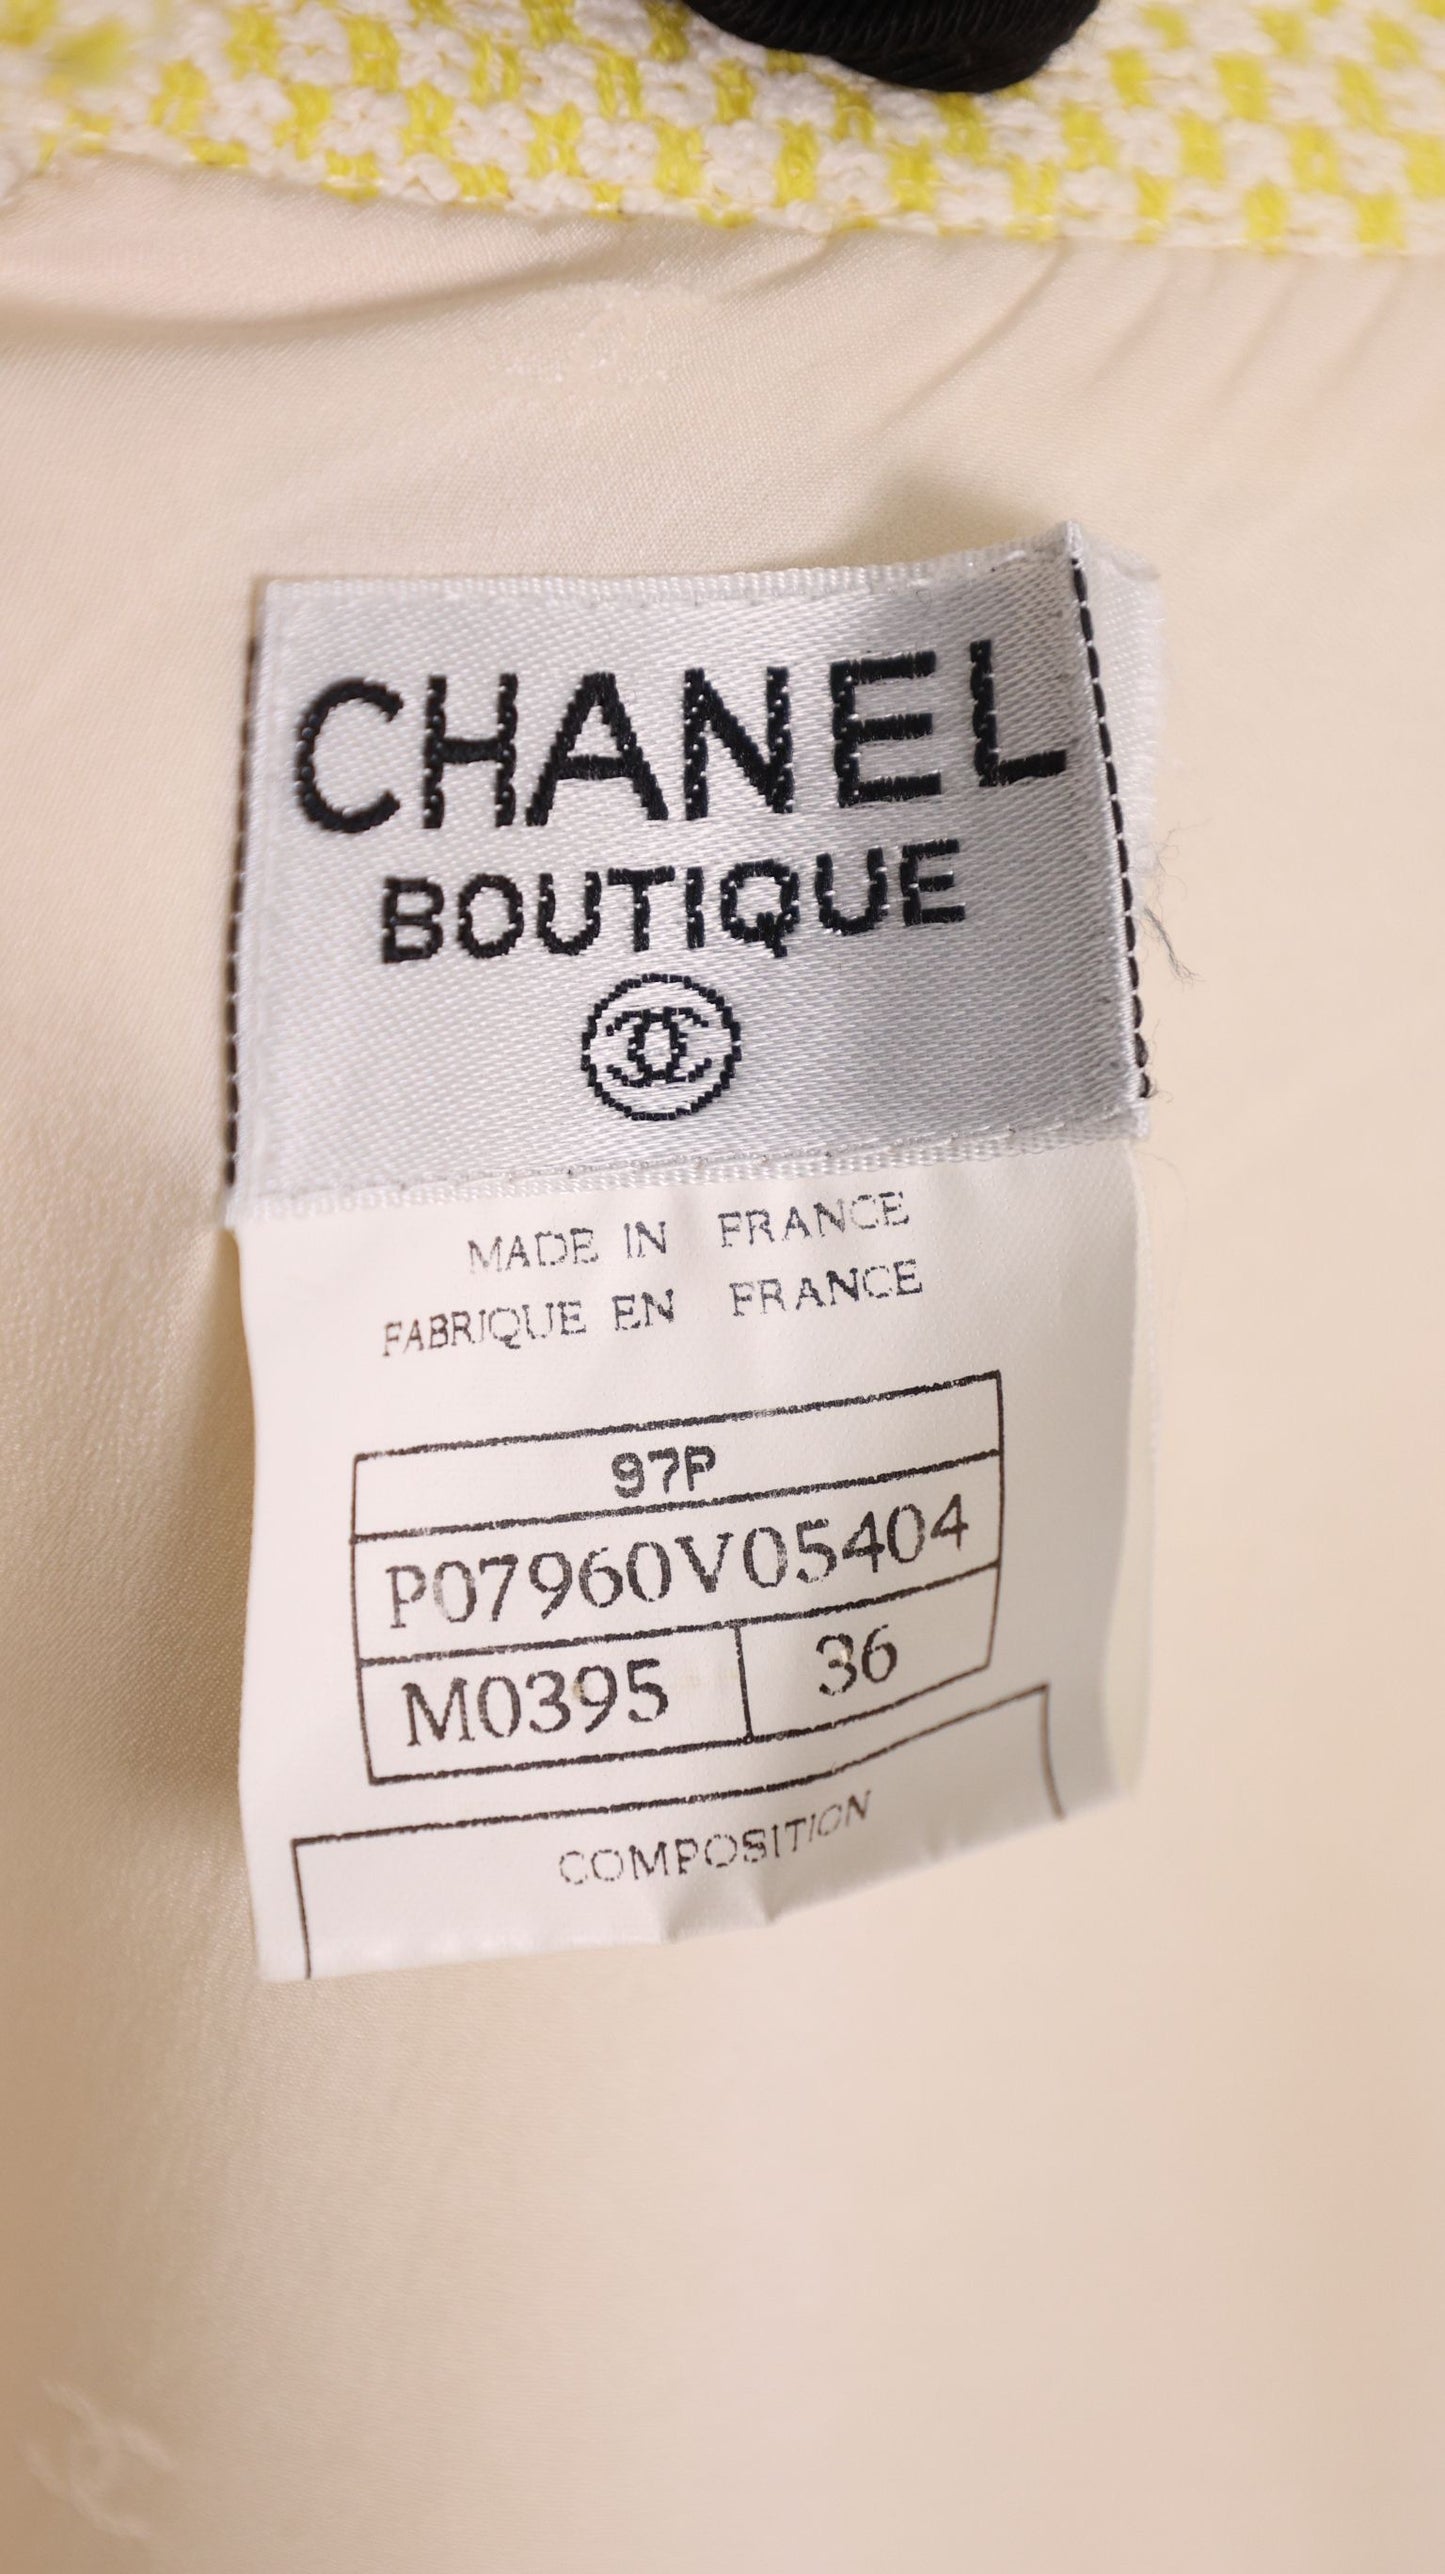 CHANEL
BOUTIQUE
MADE IN FRANCE
FABRIQUE EN FRANCE
97P
P07960V05404
M0395 36
COMPOSITION